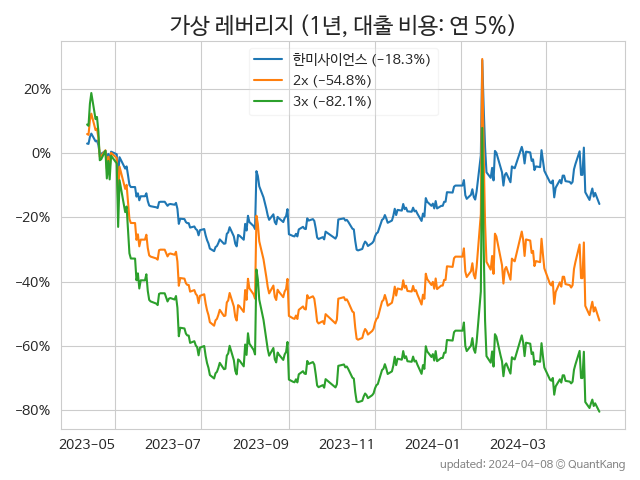 가상 레버리지 (1년, 대출 비용: 연 5%)
한미사이언스 (−18.3%)
2x (−54.8%)
3x (−82.1%)
20%
0%
−20%
−40%
−60%
−80%
2023−05 2023−07 2023−09 2023−11 2024−01 2024−03
updated: 2024-04-08 © QuantKang